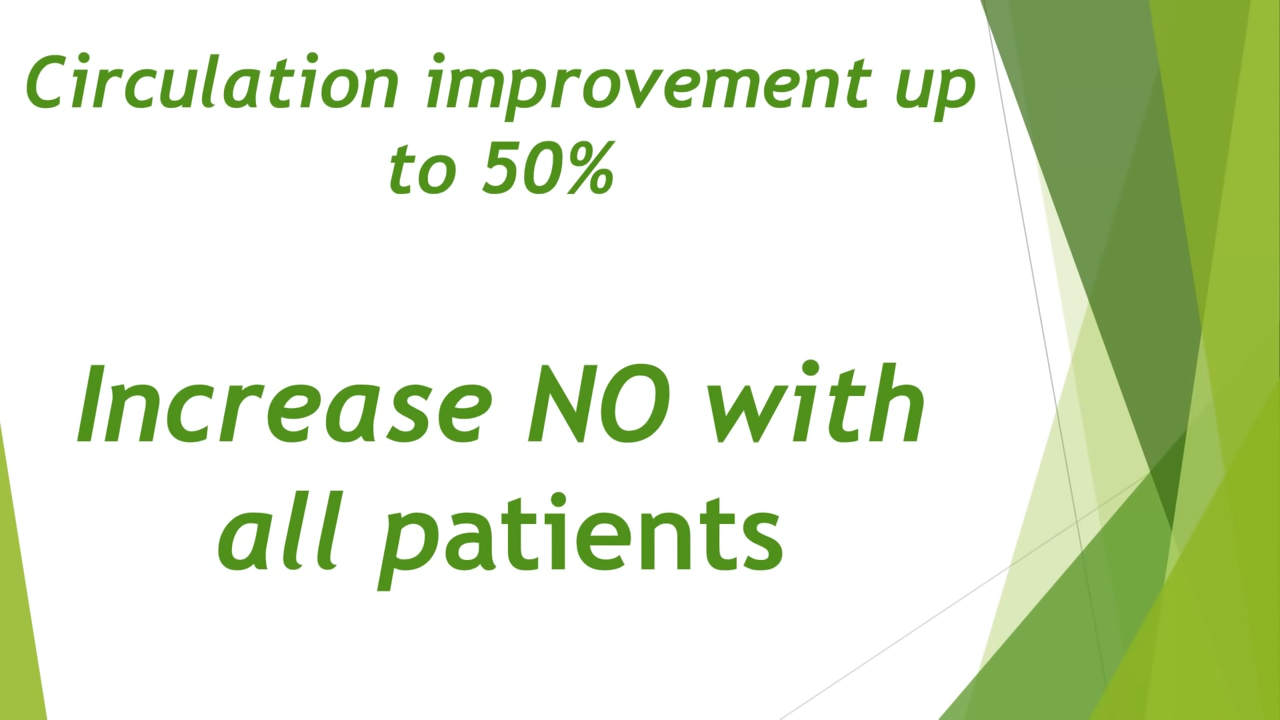 Circulation improvement up
to 50%
Increase NO with
all patients